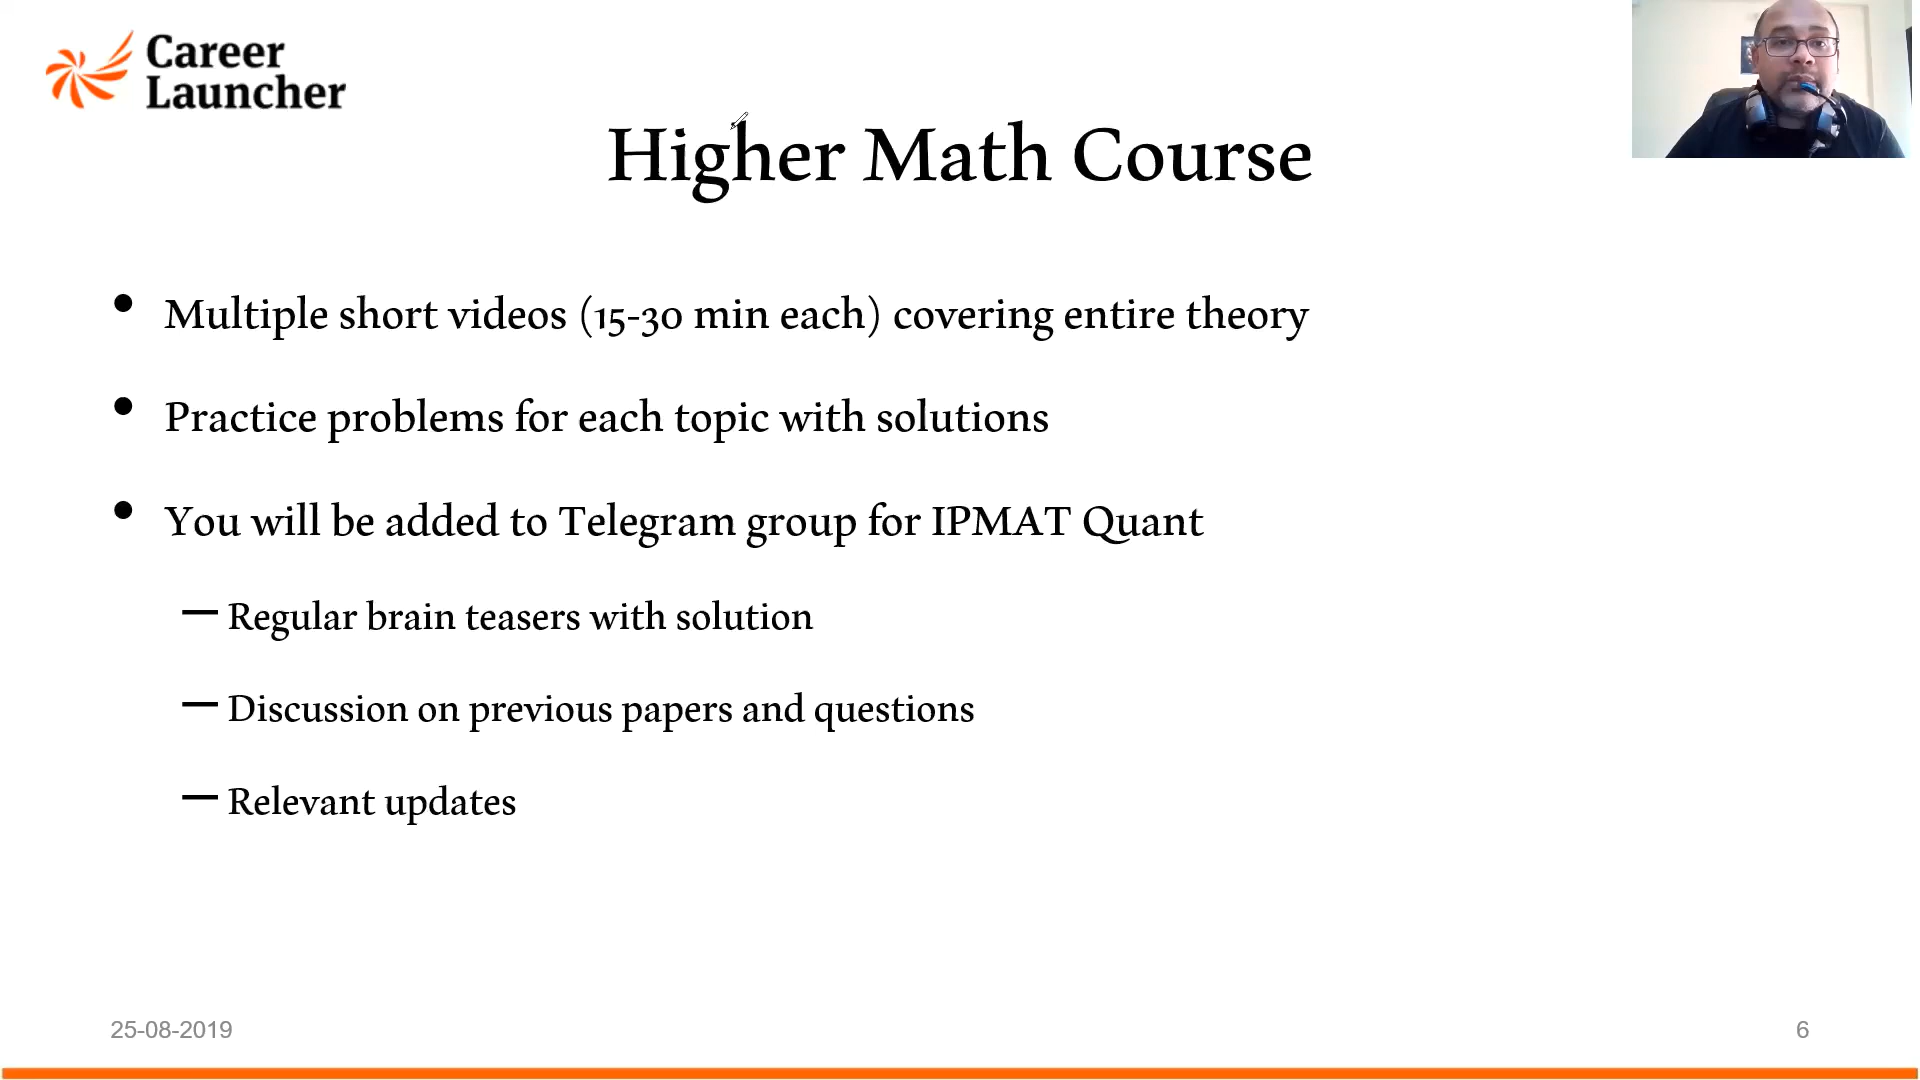 Career
Launcher
Higher Math Course
• Multiple short videos (15-30 min each) covering entire theory
• Practice problems for each topic with solutions
• You will be added to Telegram group for IPMAT Quant
– Regular brain teasers with solution
– Discussion on previous papers and questions
– Relevant updates
25-08-2019
6